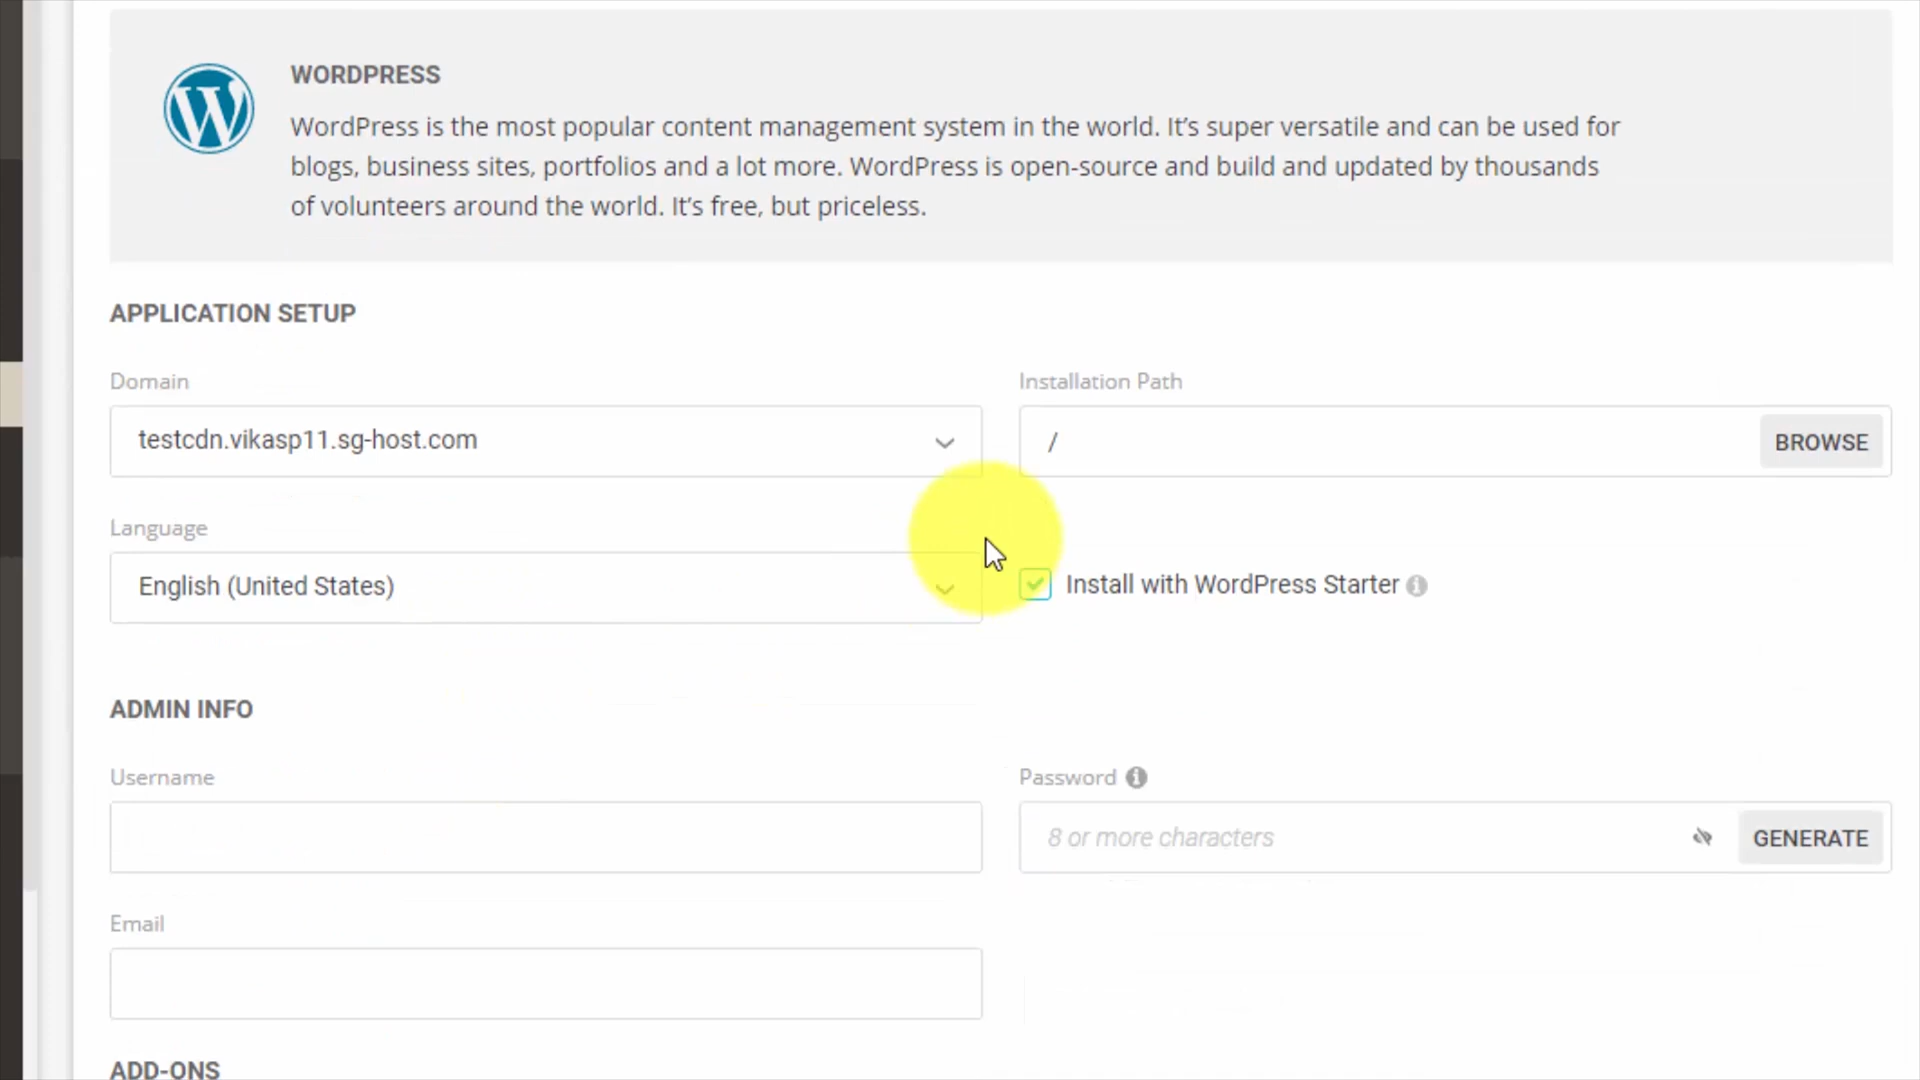 WORDPRESS
WordPress is the most popular content management system in the world. It's super versatile and can be used for
blogs, business sites, portfolios and a lot more. WordPress is open-source and build and updated by thousands
of volunteers around the world. It's free, but priceless.
APPLICATION SETUP
Domain
Installation Path
testcdn.vikasp11.sg-host.com
/
BROWSE
Language
English (United States)
Install with WordPress Starter
ADMIN INFO
Username
Password
8 or more characters
GENERATE
Email
ADD-ONS